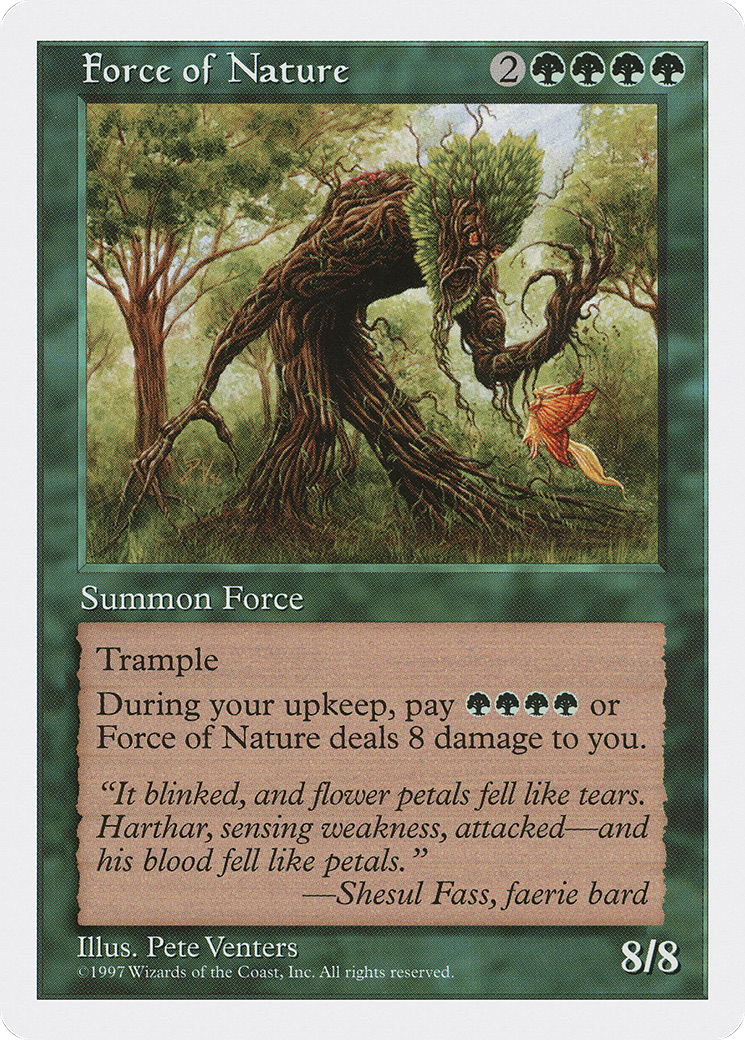 Force of Nature 2
Summon Force
Trample
During your upkeep, pay or
Force of Nature deals 8 damage to you.
“It blinked, and flower petals fell like tears.
Harthar, sensing weakness, attacked—and
his blood fell like petals.”
—Shesul Fass, faerie bard
Illus. Pete Venters
©1997 Wizards of the Coast, Inc. All rights reserved.
8/8